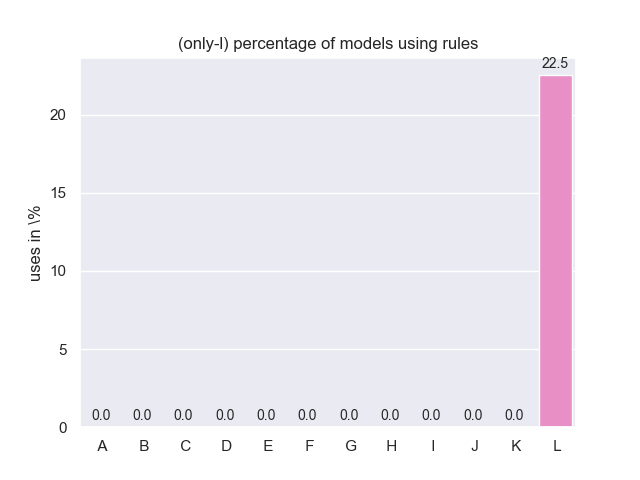 (only-l) percentage of models using rules
22.5
20
15
uses in \%
10
5
0.0 0.0 0.0 0.0 0.0 0.0 0.0 0.0 0.0 0.0 0.0
0
A B C D E F G H I J K L